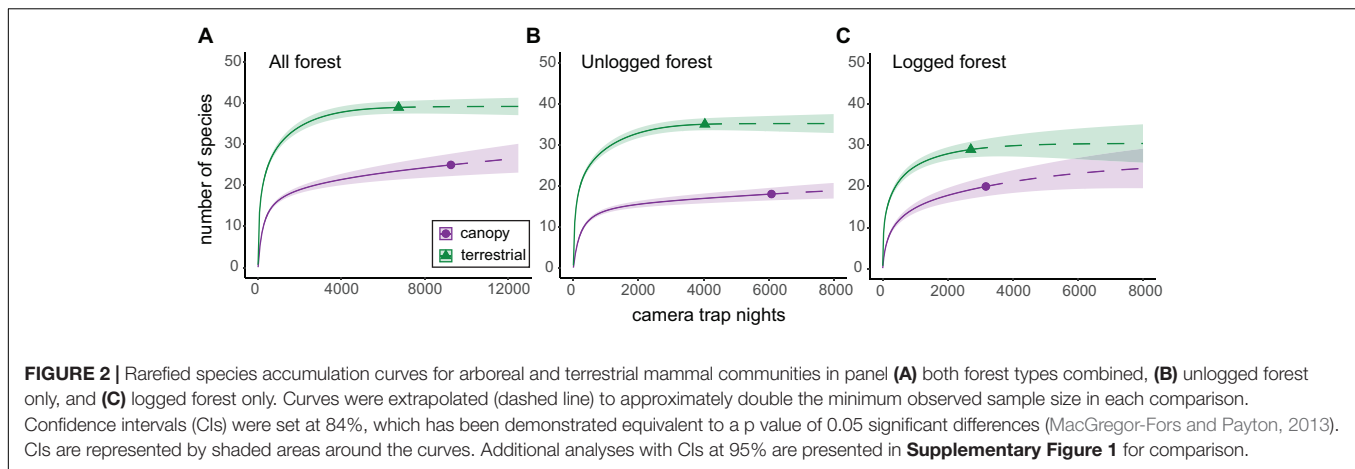 A
B
C
All forest
Unlogged forest
Logged forest
50
40
30
20
10
0
50
40
30
20
10
0
50
40
30
20
10
0
number of species
canopy
terrestrial
0 4000 8000 12000
0 2000 4000 6000 8000
0 2000 4000 6000 8000
camera trap nights
FIGURE 2 | Rarefied species accumulation curves for arboreal and terrestrial mammal communities in panel (A) both forest types combined, (B) unlogged forest
only, and (C) logged forest only. Curves were extrapolated (dashed line) to approximately double the minimum observed sample size in each comparison.
Confidence intervals (CIs) were set at 84%, which has been demonstrated equivalent to a p value of 0.05 significant differences (MacGregor-Fors and Payton, 2013).
CIs are represented by shaded areas around the curves. Additional analyses with CIs at 95% are presented in Supplementary Figure 1 for comparison.